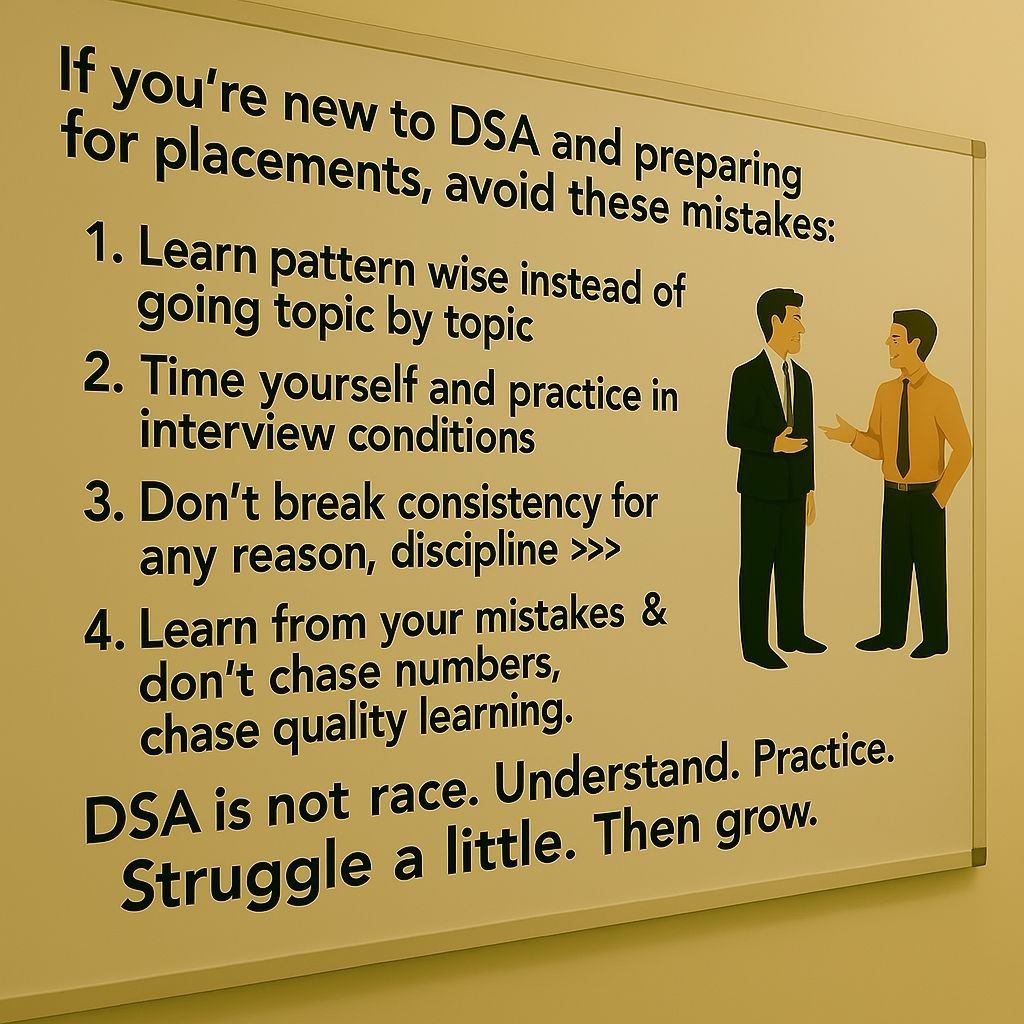 If you're new to DSA and preparing
for placements, avoid these mistakes:
1. Learn pattern wise instead of
going topic by topic
2. Time yourself and practice in
interview conditions
3. Don't break consistency for
any reason, discipline >>>
4. Learn from your mistakes &
don't chase numbers,
chase quality learning.
DSA is not race. Understand. Practice.
Struggle a little. Then grow.